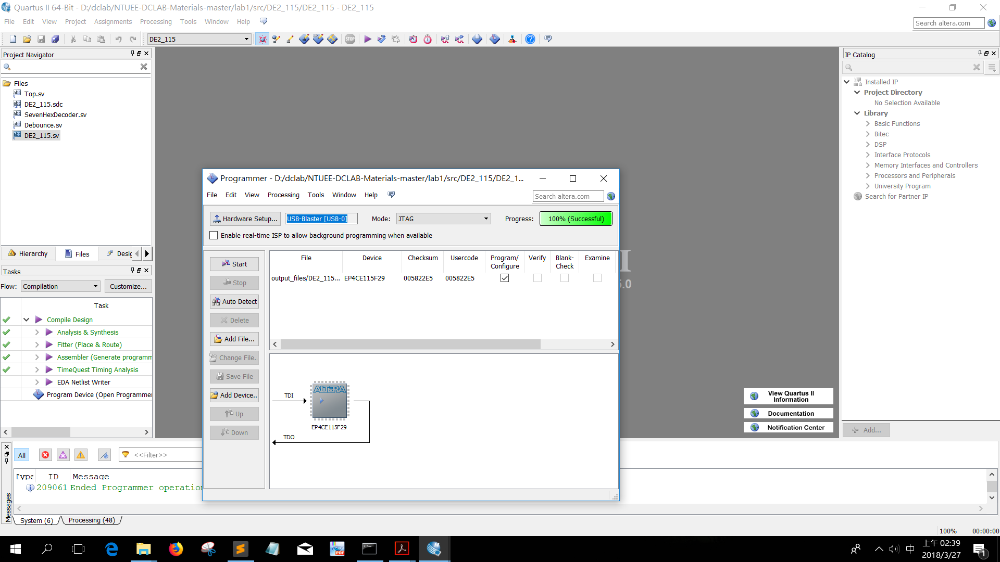 Quartus II 64-Bit - D:/dclab/NTUEE-DCLAB-Materials-master/lab1/src/DE2_115/DE2_115 - DE2_115
File Edit View Project Assignments Processing Tools Window Help
Search altera.com
DE2_115
STOP
Project Navigator
Files
Top.sv
DE2_115.sdc
SevenHexDecoder.sv
Debounce.sv
DE2_115.sv
Hierarchy Files Desig
Tasks
Flow: Compilation Customize...
Task
Compile Design
Analysis & Synthesis
Fitter (Place & Route)
Assembler (Generate programm
TimeQuest Timing Analysis
EDA Netlist Writer
Program Device (Open Programmer
Programmer - D:/dclab/NTUEE-DCLAB-Materials-master/lab1/src/DE2_115/DE2_1...
File Edit View Processing Tools Window Help
Search altera.com
Hardware Setup... USB-Blaster [USB-0] Mode: JTAG Progress: 100% (Successful)
Enable real-time ISP to allow background programming when available
Start
Stop
Auto Detect
Delete
Add File...
Change File..
Save File
Add Device..
Up
Down
File Device Checksum Usercode Program/ Configure Verify Blank- Check Examine
output_files/DE2_115... EP4CE115F29 005822E5 005822E5
TDI
ALTERA
EP4CE115F29
TDO
I
5.0
View Quartus II
Information
Documentation
Notification Center
IP Catalog
Installed IP
Project Directory
No Selection Available
Library
Basic Functions
Bitec
DSP
Interface Protocols
Memory Interfaces and Controllers
Processors and Peripherals
University Program
Search for Partner IP
Add...
Messages
All <<Filter>>
Type ID Message
209061 Ended Programmer operation
System (6) Processing (48)
100% 00:00:00
PDF
中
上午 02:39
2018/3/27
1